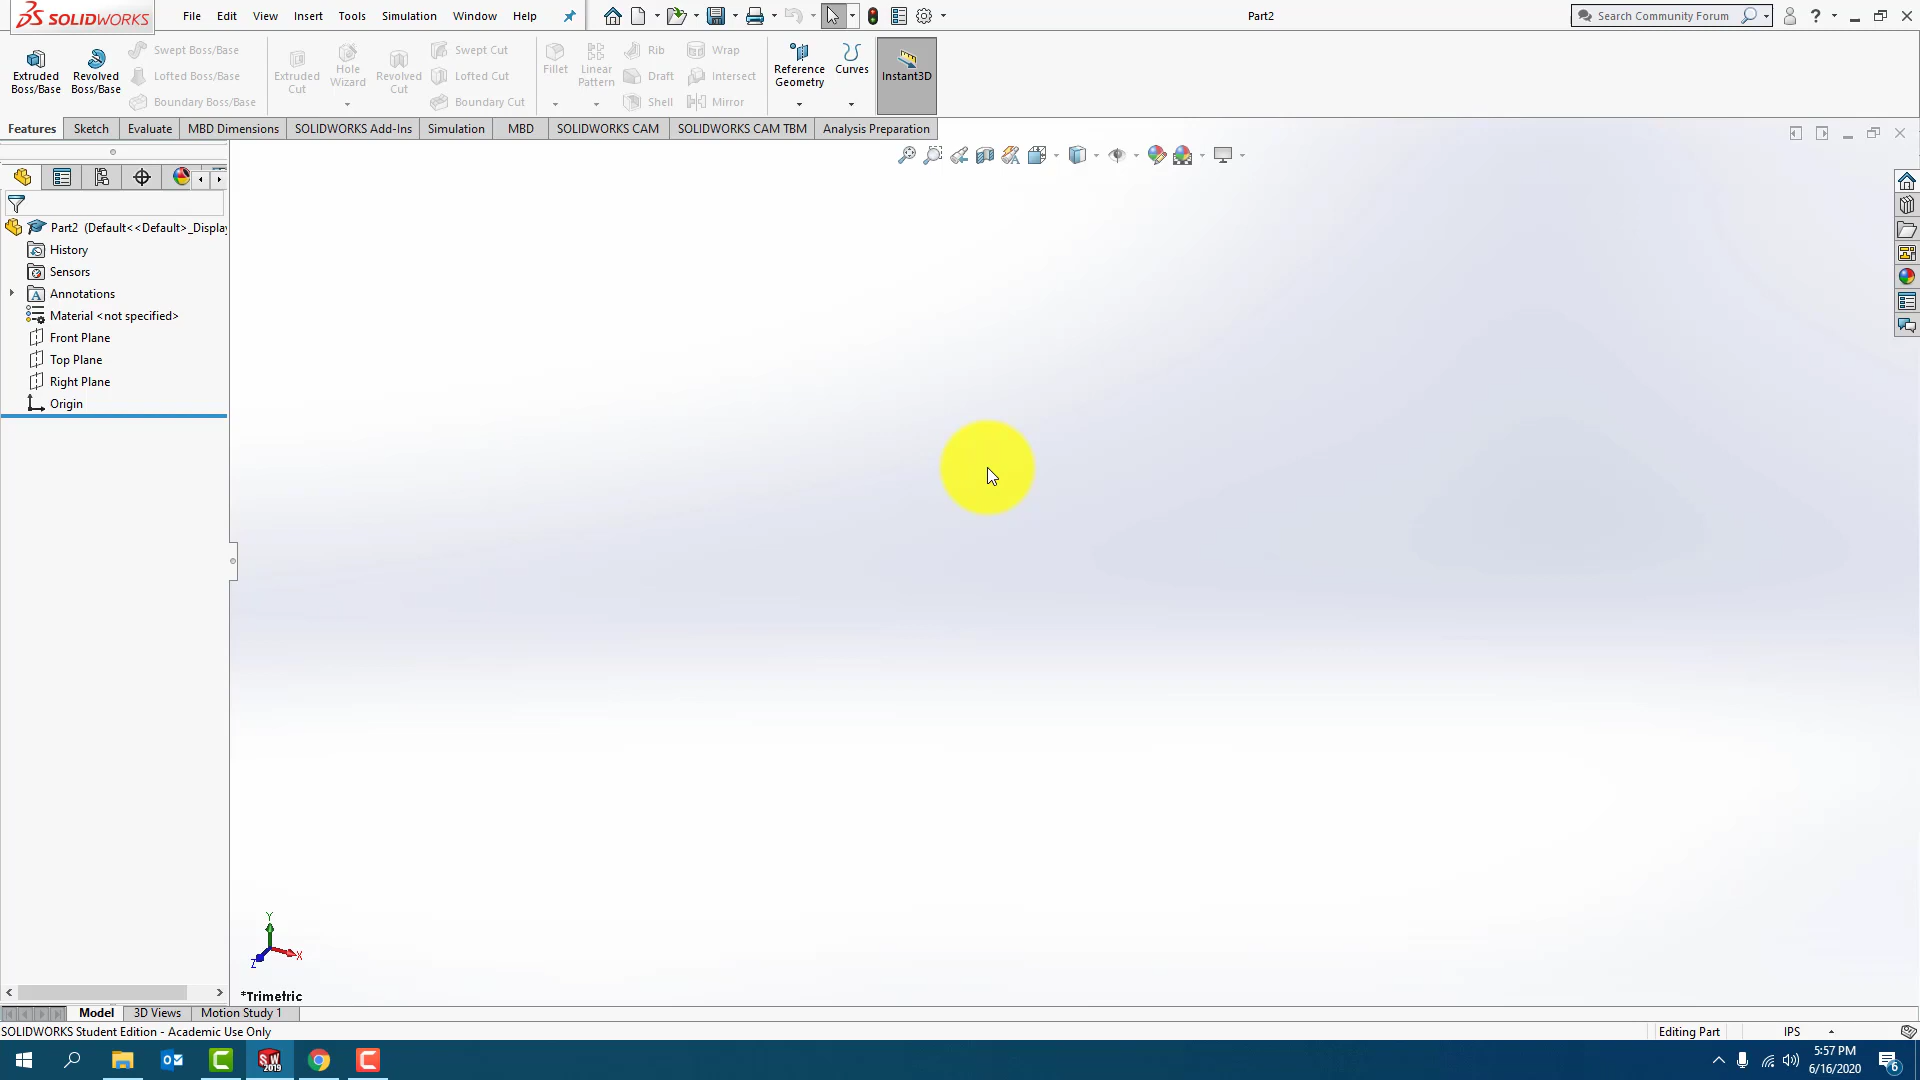 SOLIDWORKS File Edit View Insert Tools Simulation Window Help Part2 Search Community Forum
Extruded Boss/Base
Revolved Boss/Base
Swept Boss/Base
Lofted Boss/Base
Boundary Boss/Base
Extruded Cut
Hole Wizard
Revolved Cut
Swept Cut
Lofted Cut
Boundary Cut
Fillet
Linear Pattern
Rib
Draft
Shell
Wrap
Intersect
Mirror
Reference Geometry
Curves
Instant3D
Features Sketch Evaluate MBD Dimensions SOLIDWORKS Add-Ins Simulation MBD SOLIDWORKS CAM SOLIDWORKS CAM TBM Analysis Preparation
Part2 (Default<<Default>_Display
History
Sensors
Annotations
Material <not specified>
Front Plane
Top Plane
Right Plane
Origin
Y
X
Z
*Trimetric
Model 3D Views Motion Study 1
SOLIDWORKS Student Edition - Academic Use Only Editing Part IPS
SW 2019
5:57 PM
6/16/2020
6